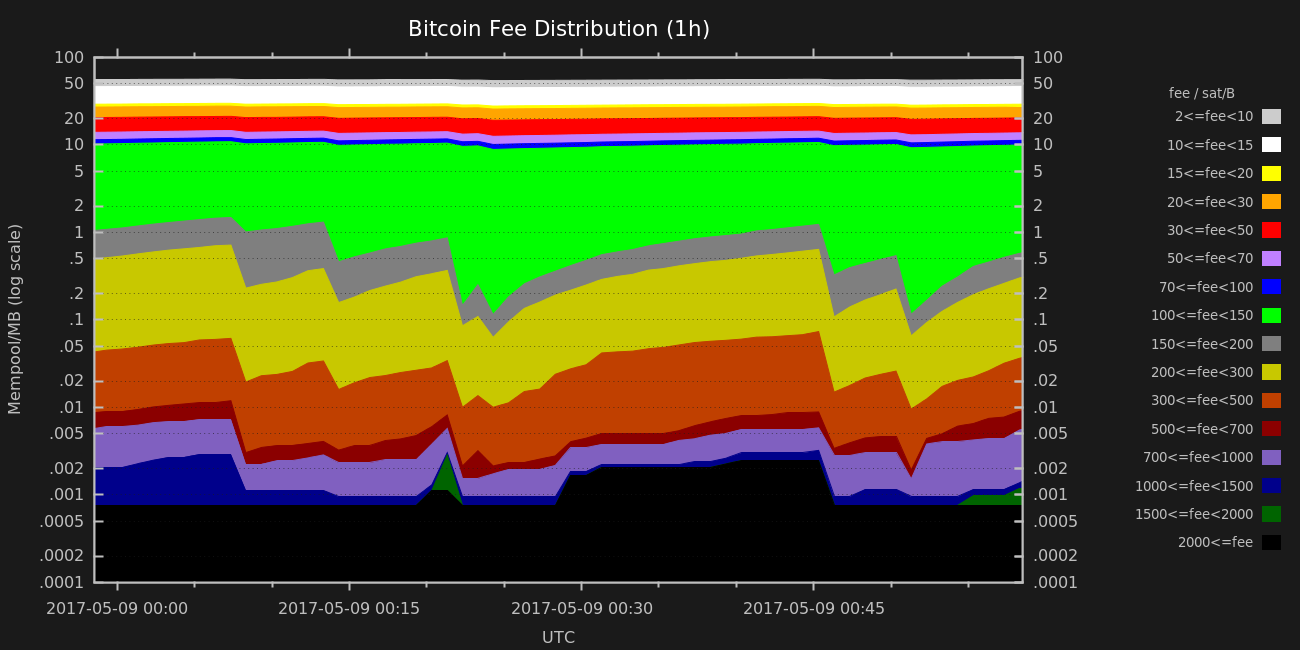 Bitcoin Fee Distribution (1h)
Mempool/MB (log scale)
100 100
50 50
20 20
10 10
5 5
2 2
1 1
.5 .5
.2 .2
.1 .1
.05 .05
.02 .02
.01 .01
.005 .005
.002 .002
.001 .001
.0005 .0005
.0002 .0002
.0001 .0001
2017-05-09 00:00 2017-05-09 00:15 2017-05-09 00:30 2017-05-09 00:45
UTC
fee / sat/B
2<=fee<10
10<=fee<15
15<=fee<20
20<=fee<30
30<=fee<50
50<=fee<70
70<=fee<100
100<=fee<150
150<=fee<200
200<=fee<300
300<=fee<500
500<=fee<700
700<=fee<1000
1000<=fee<1500
1500<=fee<2000
2000<=fee